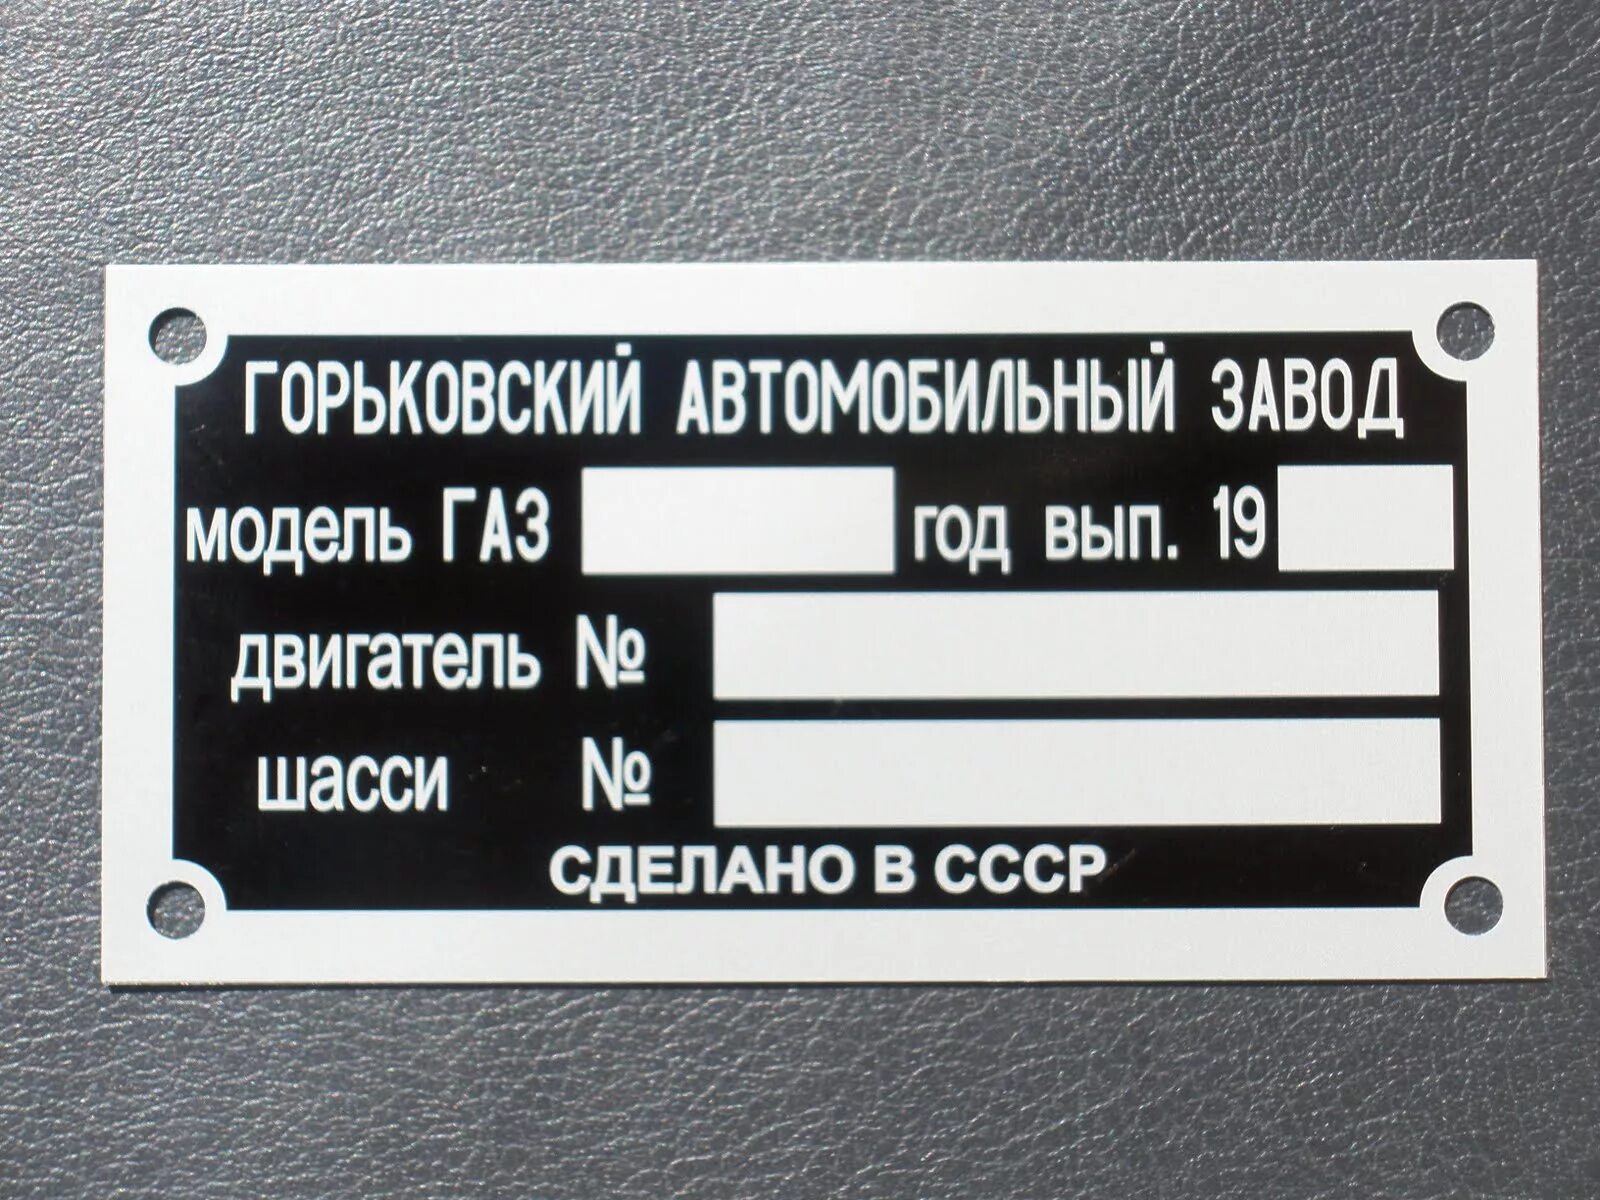 ГОРЬКОВСКИЙ АВТОМОБИЛЬНЫЙ ЗАВОД
модель ГАЗ год вып. 19
двигатель №
шасси №
СДЕЛАНО В СССР